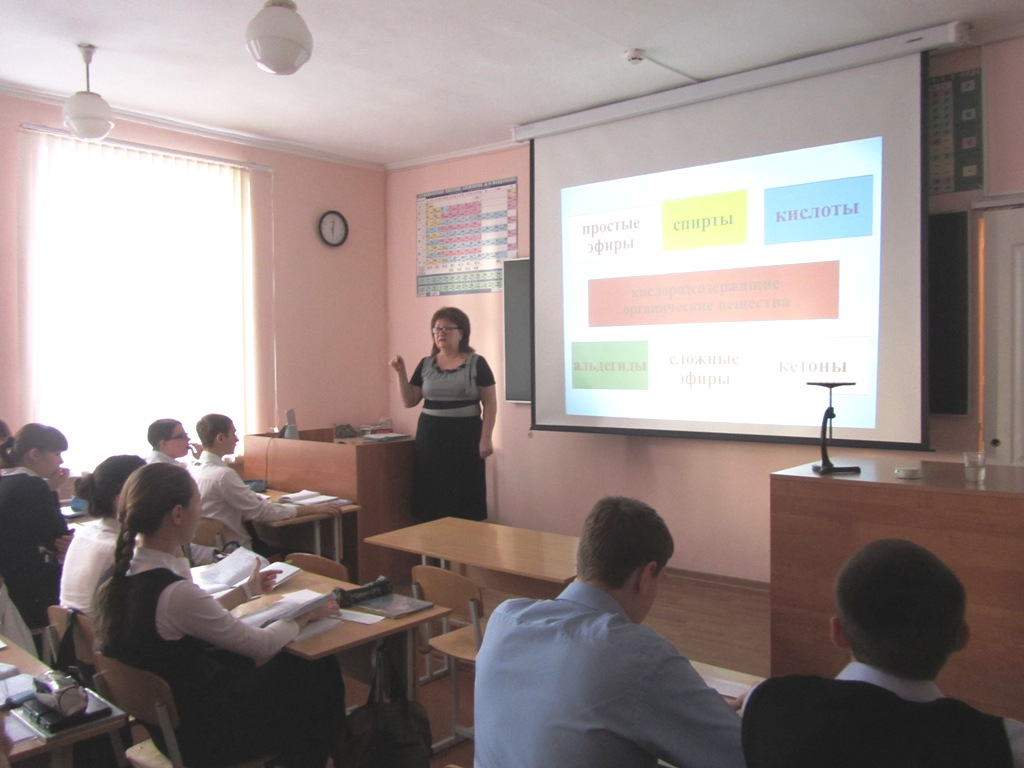 простые
эфиры
спирты
кислоты
кислородсодержащие
органические вещества
альдегиды
сложные
эфиры
кетоны